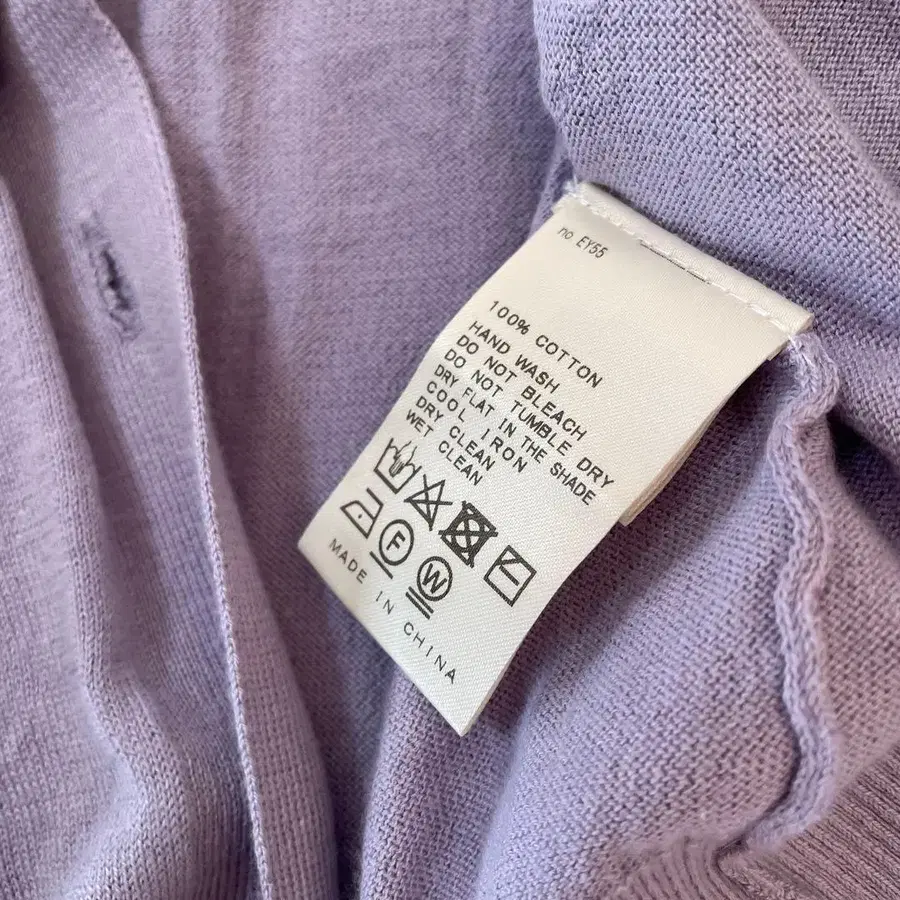 no EY55
100% COTTON
HAND WASH
DO NOT BLEACH
DO NOT TUMBLE DRY
DRY FLAT IN THE SHADE
COOL IRON
DRY CLEAN
WET CLEAN
F
W
MADE IN CHINA